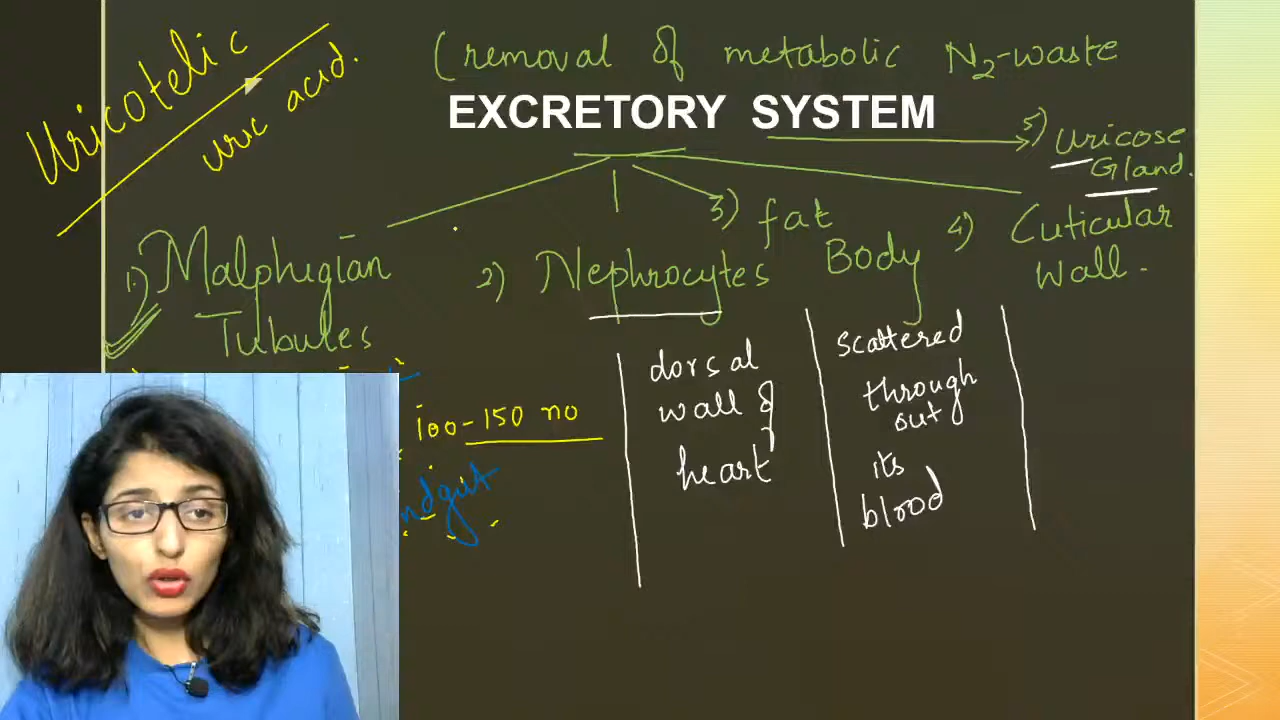 (removal of metabolic N2-waste
EXCRETORY SYSTEM
Uricotelic
uric acid.
5) Uricose
Gland.
1.) Malphigian
Tubules
2) Nephrocytes
3) fat
Body
4) Cuticular
Wall.
100-150 no
ndgut
dorsal
wall of
heart
scattered
through
out
its
blood